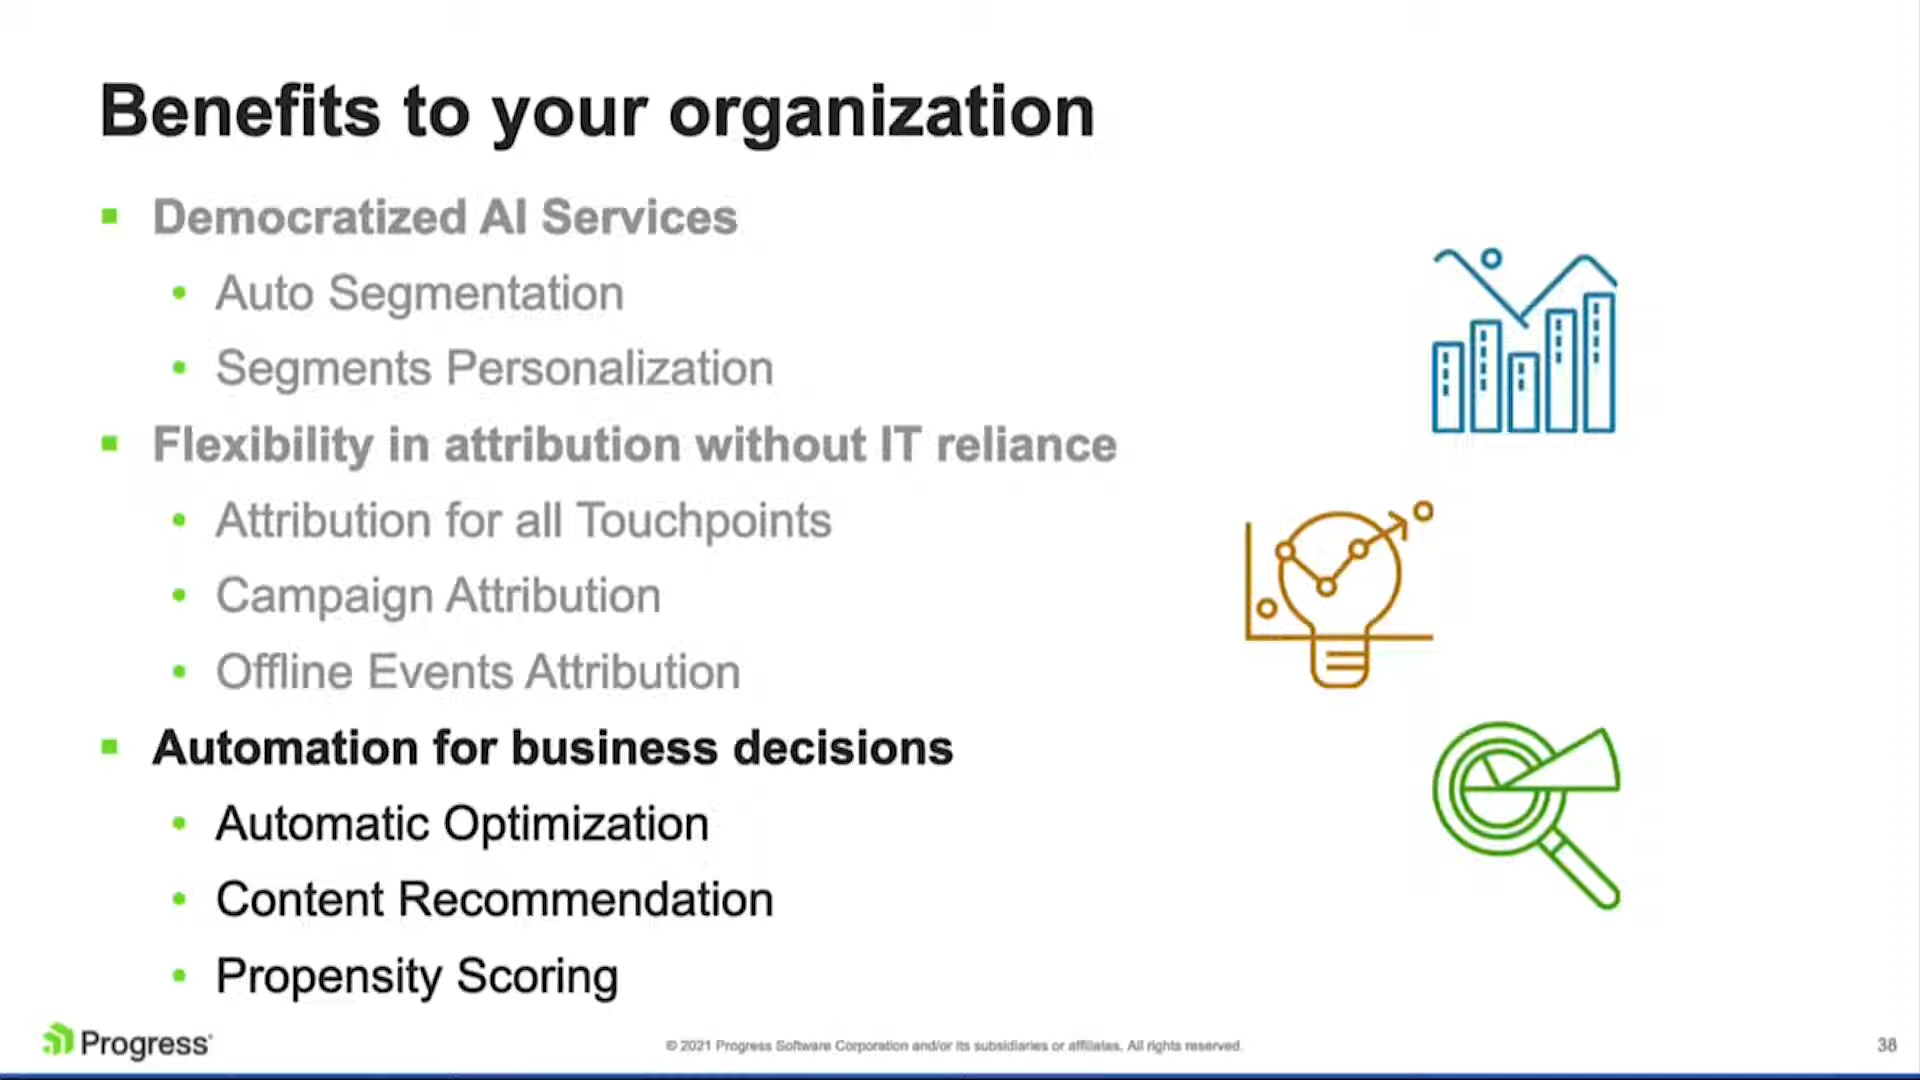 Benefits to your organization
Democratized AI Services
Auto Segmentation
Segments Personalization
Flexibility in attribution without IT reliance
Attribution for all Touchpoints
Campaign Attribution
Offline Events Attribution
Automation for business decisions
Automatic Optimization
Content Recommendation
Propensity Scoring
Progress
© 2021 Progress Software Corporation and/or its subsidiaries or affiliates. All rights reserved.
38